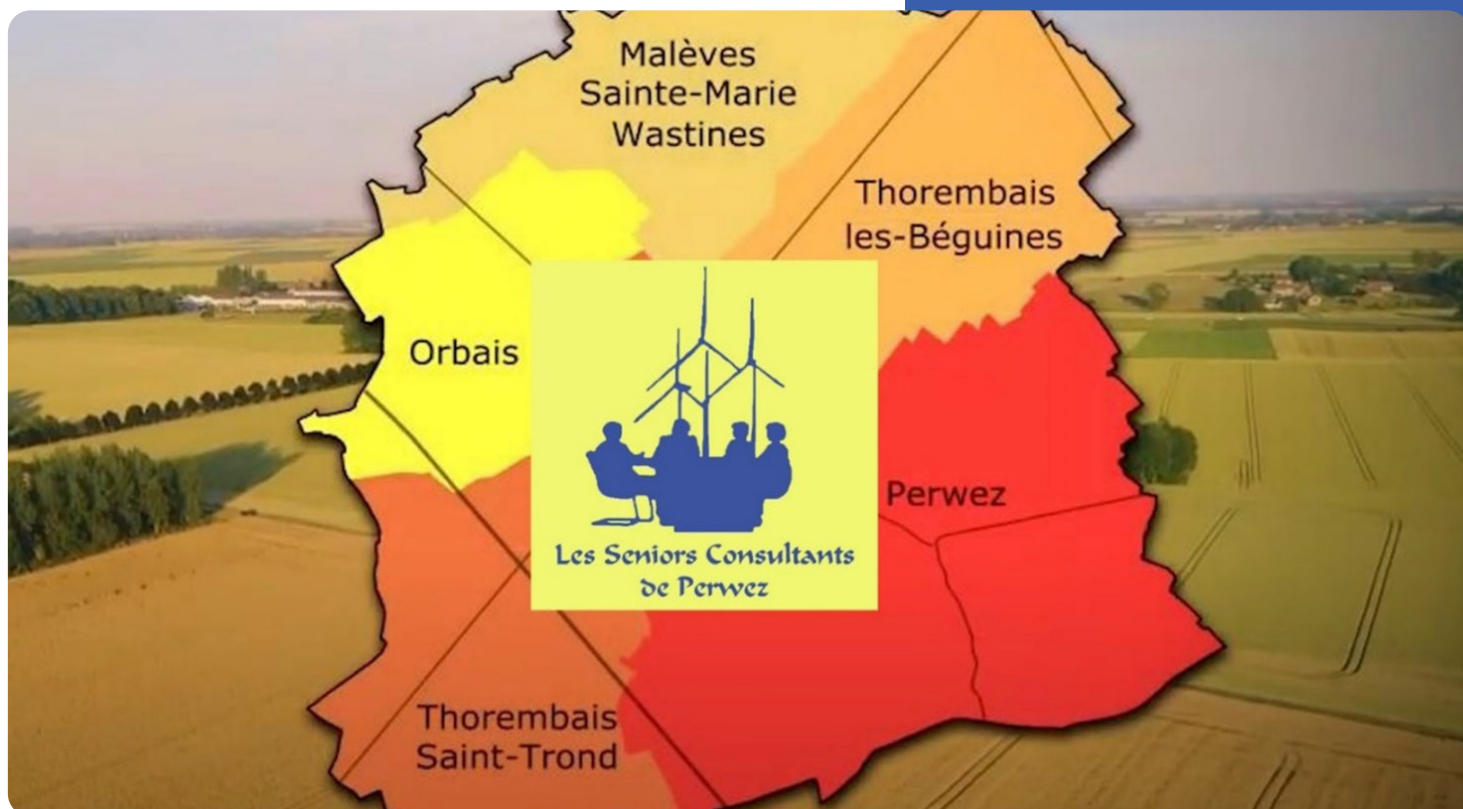 Malèves
Sainte-Marie
Wastines
Thorembais
les-Béguines
Orbais
Perwez
Les Seniors Consultants
de Perwez
Thorembais
Saint-Trond